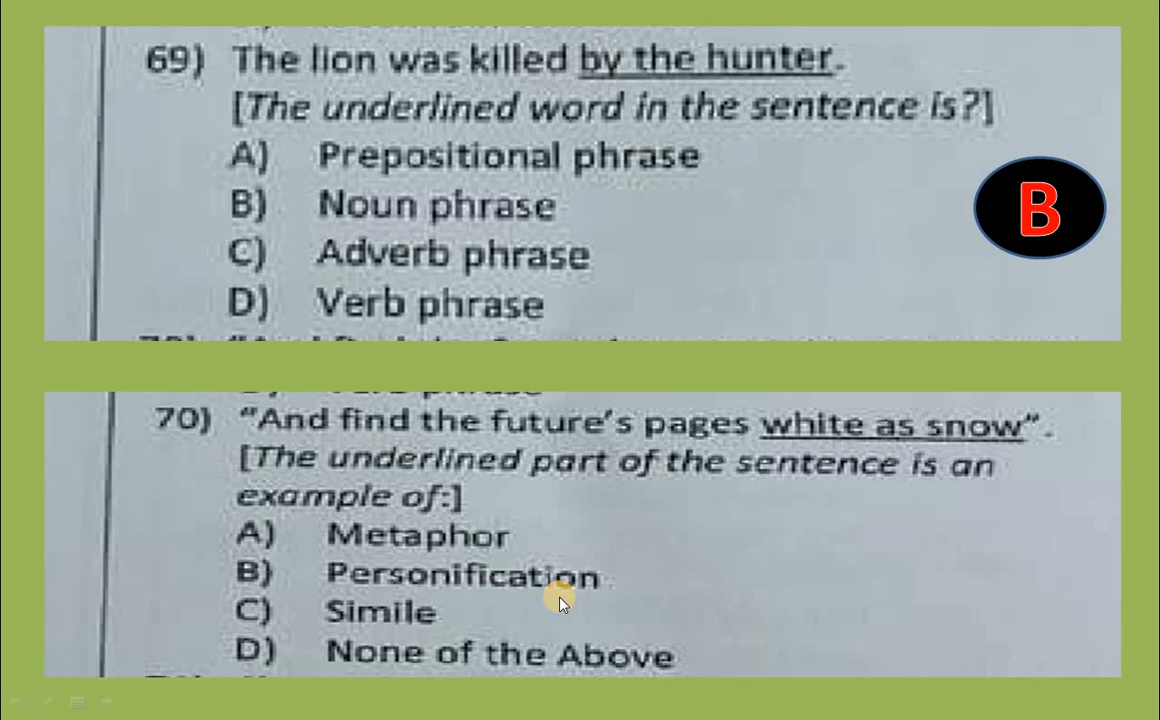 69) The lion was killed by the hunter.
[The underlined word in the sentence is?]
A) Prepositional phrase
B) Noun phrase
B
C) Adverb phrase
D) Verb phrase
70) “And find the future’s pages white as snow”.
[The underlined part of the sentence is an
example of:]
A) Metaphor
B) Personification
C) Simile
D) None of the Above